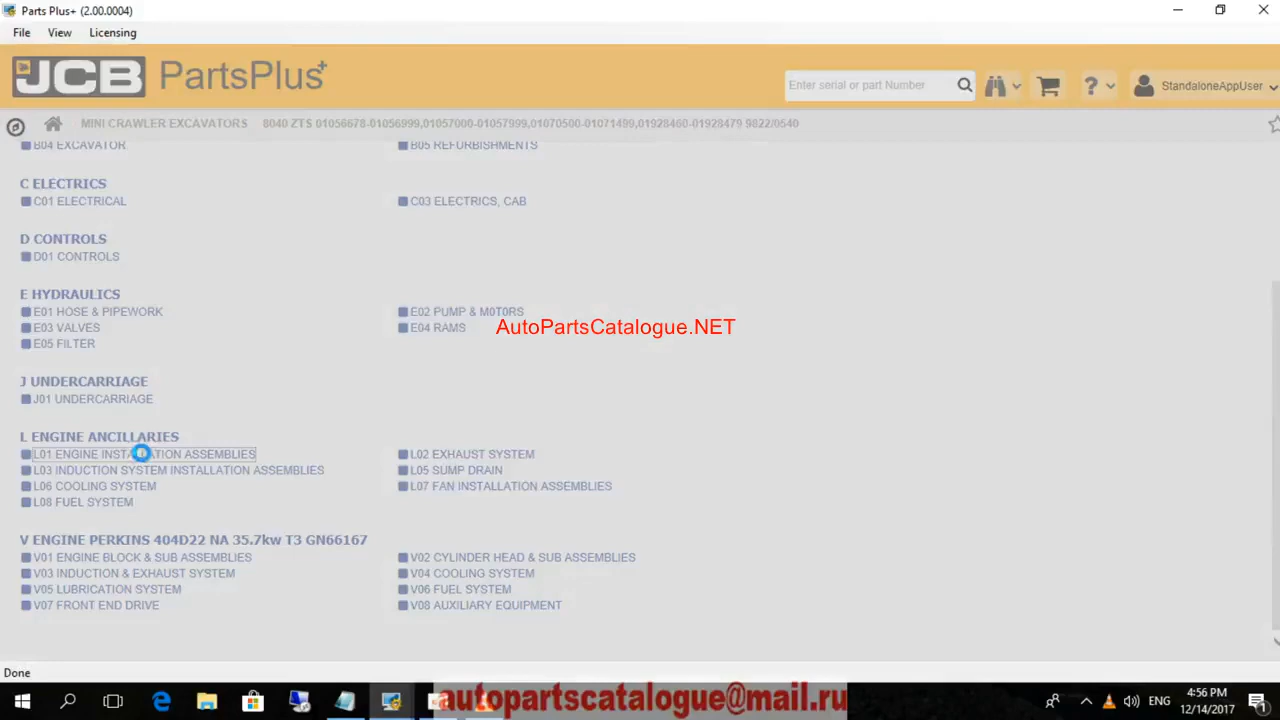 Parts Plus+ (2.00.0004)
File View Licensing
JCB PartsPlus+ Enter serial or part Number ? StandaloneAppUser
MINI CRAWLER EXCAVATORS 8040 ZTS 01056678-01056999,01057000-01057999,01070500-01071499,01928460-01928479 9822/0540
B04 EXCAVATOR B05 REFURBISHMENTS
C ELECTRICS
C01 ELECTRICAL C03 ELECTRICS, CAB
D CONTROLS
D01 CONTROLS
E HYDRAULICS
E01 HOSE & PIPEWORK E02 PUMP & M0T0RS
E03 VALVES E04 RAMS
AutoPartsCatalogue.NET
E05 FILTER
J UNDERCARRIAGE
J01 UNDERCARRIAGE
L ENGINE ANCILLARIES
L01 ENGINE INSTALLATION ASSEMBLIES L02 EXHAUST SYSTEM
L03 INDUCTION SYSTEM INSTALLATION ASSEMBLIES L05 SUMP DRAIN
L06 COOLING SYSTEM L07 FAN INSTALLATION ASSEMBLIES
L08 FUEL SYSTEM
V ENGINE PERKINS 404D22 NA 35.7kw T3 GN66167
V01 ENGINE BLOCK & SUB ASSEMBLIES V02 CYLINDER HEAD & SUB ASSEMBLIES
V03 INDUCTION & EXHAUST SYSTEM V04 COOLING SYSTEM
V05 LUBRICATION SYSTEM V06 FUEL SYSTEM
V07 FRONT END DRIVE V08 AUXILIARY EQUIPMENT
Done
autopartscatalogue@mail.ru
ENG
4:56 PM
12/14/2017
1